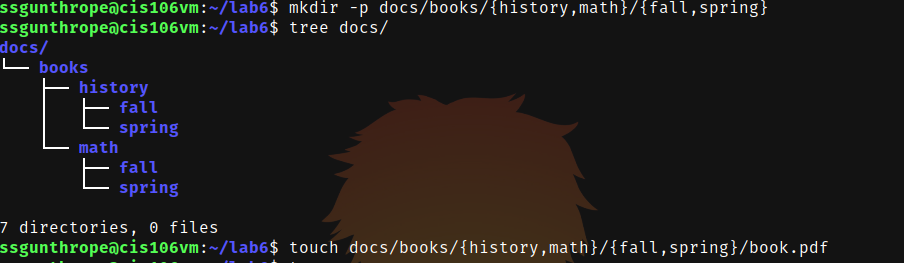 ssgunthrope@cis106vm:~/lab6$ mkdir -p docs/books/{history,math}/{fall,spring}
ssgunthrope@cis106vm:~/lab6$ tree docs/
docs/
└── books
    ├── history
    │   ├── fall
    │   └── spring
    └── math
        ├── fall
        └── spring

7 directories, 0 files
ssgunthrope@cis106vm:~/lab6$ touch docs/books/{history,math}/{fall,spring}/book.pdf